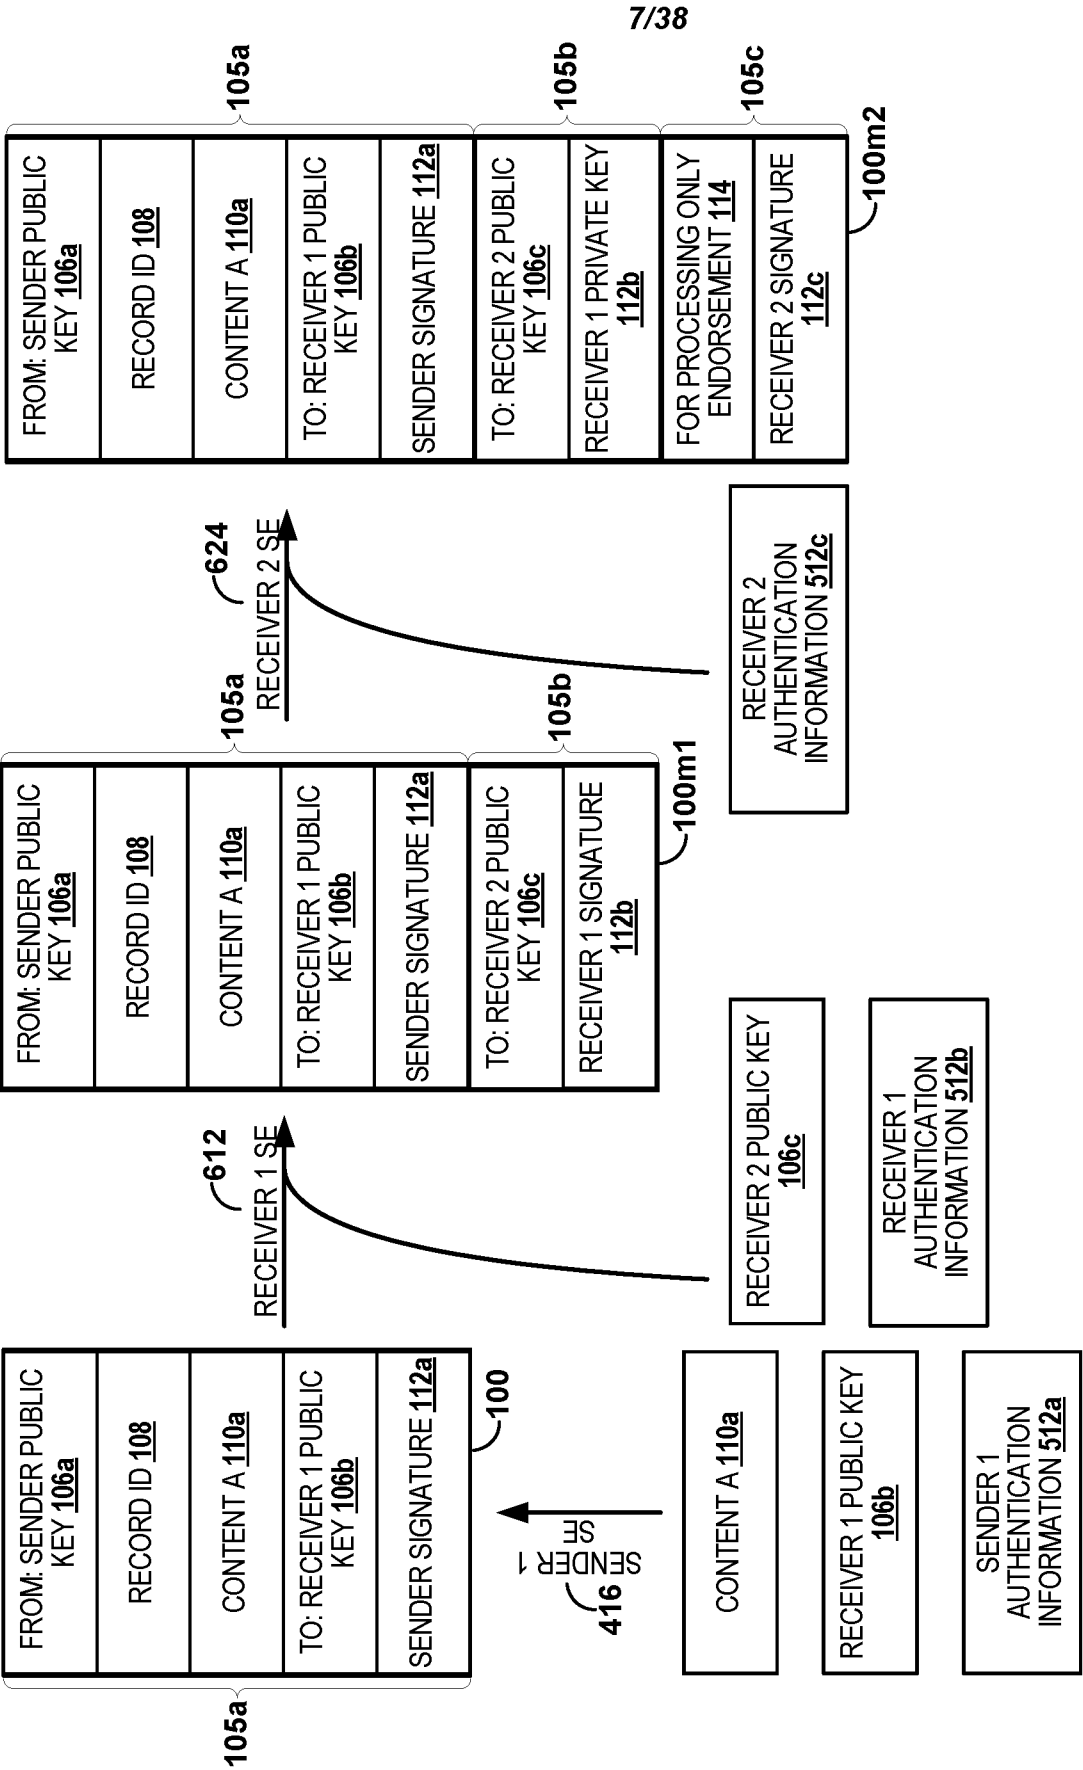 7/38
105a
FROM: SENDER PUBLIC
KEY 106a
RECORD ID 108
CONTENT A 110a
TO: RECEIVER 1 PUBLIC
KEY 106b
SENDER SIGNATURE 112a
100
SENDER 1
SE
416
CONTENT A 110a
RECEIVER 1 PUBLIC KEY
106b
SENDER 1
AUTHENTICATION
INFORMATION 512a
612
RECEIVER 1 SE
RECEIVER 2 PUBLIC KEY
106c
RECEIVER 1
AUTHENTICATION
INFORMATION 512b
FROM: SENDER PUBLIC
KEY 106a
RECORD ID 108
CONTENT A 110a
TO: RECEIVER 1 PUBLIC
KEY 106b
SENDER SIGNATURE 112a
TO: RECEIVER 2 PUBLIC
KEY 106c
RECEIVER 1 SIGNATURE
112b
105a
105b
100m1
624
RECEIVER 2 SE
RECEIVER 2
AUTHENTICATION
INFORMATION 512c
FROM: SENDER PUBLIC
KEY 106a
RECORD ID 108
CONTENT A 110a
TO: RECEIVER 1 PUBLIC
KEY 106b
SENDER SIGNATURE 112a
TO: RECEIVER 2 PUBLIC
KEY 106c
RECEIVER 1 PRIVATE KEY
112b
FOR PROCESSING ONLY
ENDORSEMENT 114
RECEIVER 2 SIGNATURE
112c
105a
105b
105c
100m2